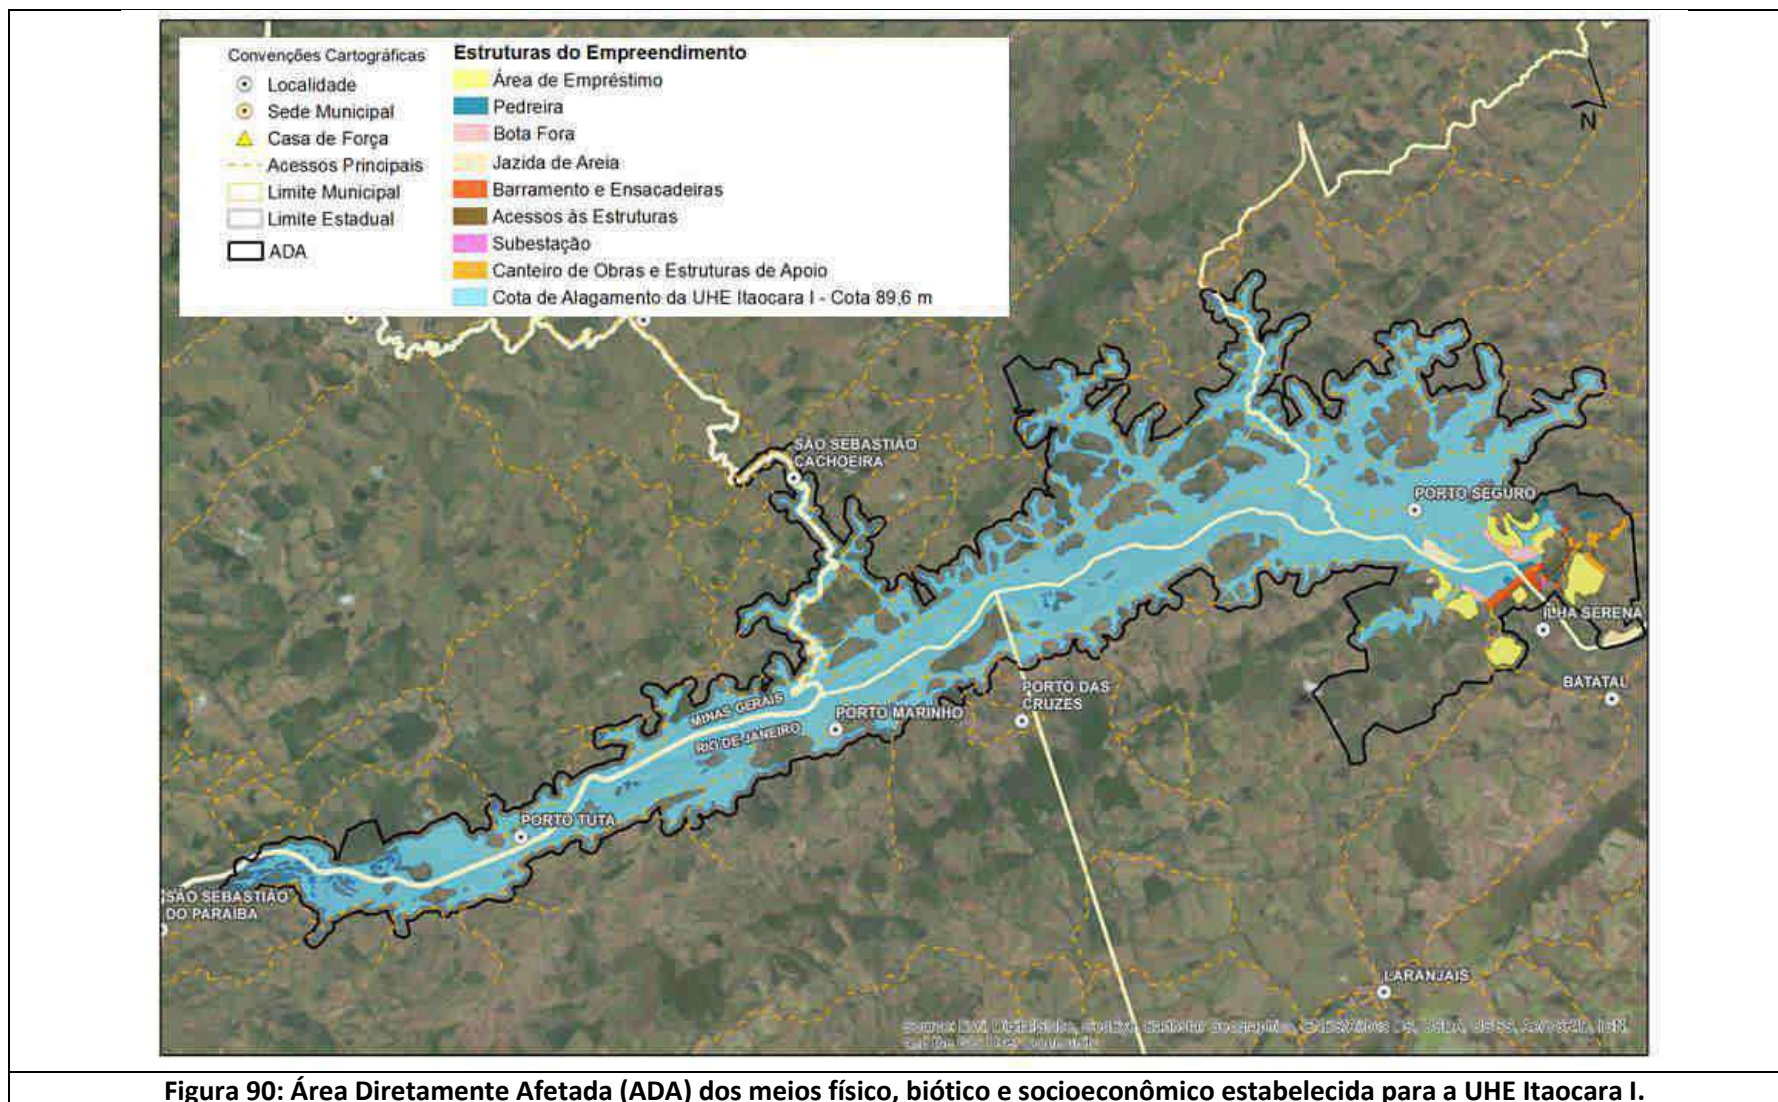 Convenções Cartográficas
Localidade
Sede Municipal
Casa de Força
Acessos Principais
Limite Municipal
Limite Estadual
ADA
Estruturas do Empreendimento
Área de Empréstimo
Pedreira
Bota Fora
Jazida de Areia
Barramento e Ensacadeiras
Acessos às Estruturas
Subestação
Canteiro de Obras e Estruturas de Apoio
Cota de Alagamento da UHE Itaocara I - Cota 89,6 m
N
SÃO SEBASTIÃO
CACHOEIRA
PORTO SEGURO
ILHA SERENA
BATATAL
PORTO DAS
CRUZES
MINAS GERAIS
RIO DE JANEIRO
PORTO MARINHO
PORTO TUTA
SÃO SEBASTIÃO
DO PARAIBA
LARANJAIS
Figura 90: Área Diretamente Afetada (ADA) dos meios físico, biótico e socioeconômico estabelecida para a UHE Itaocara I.